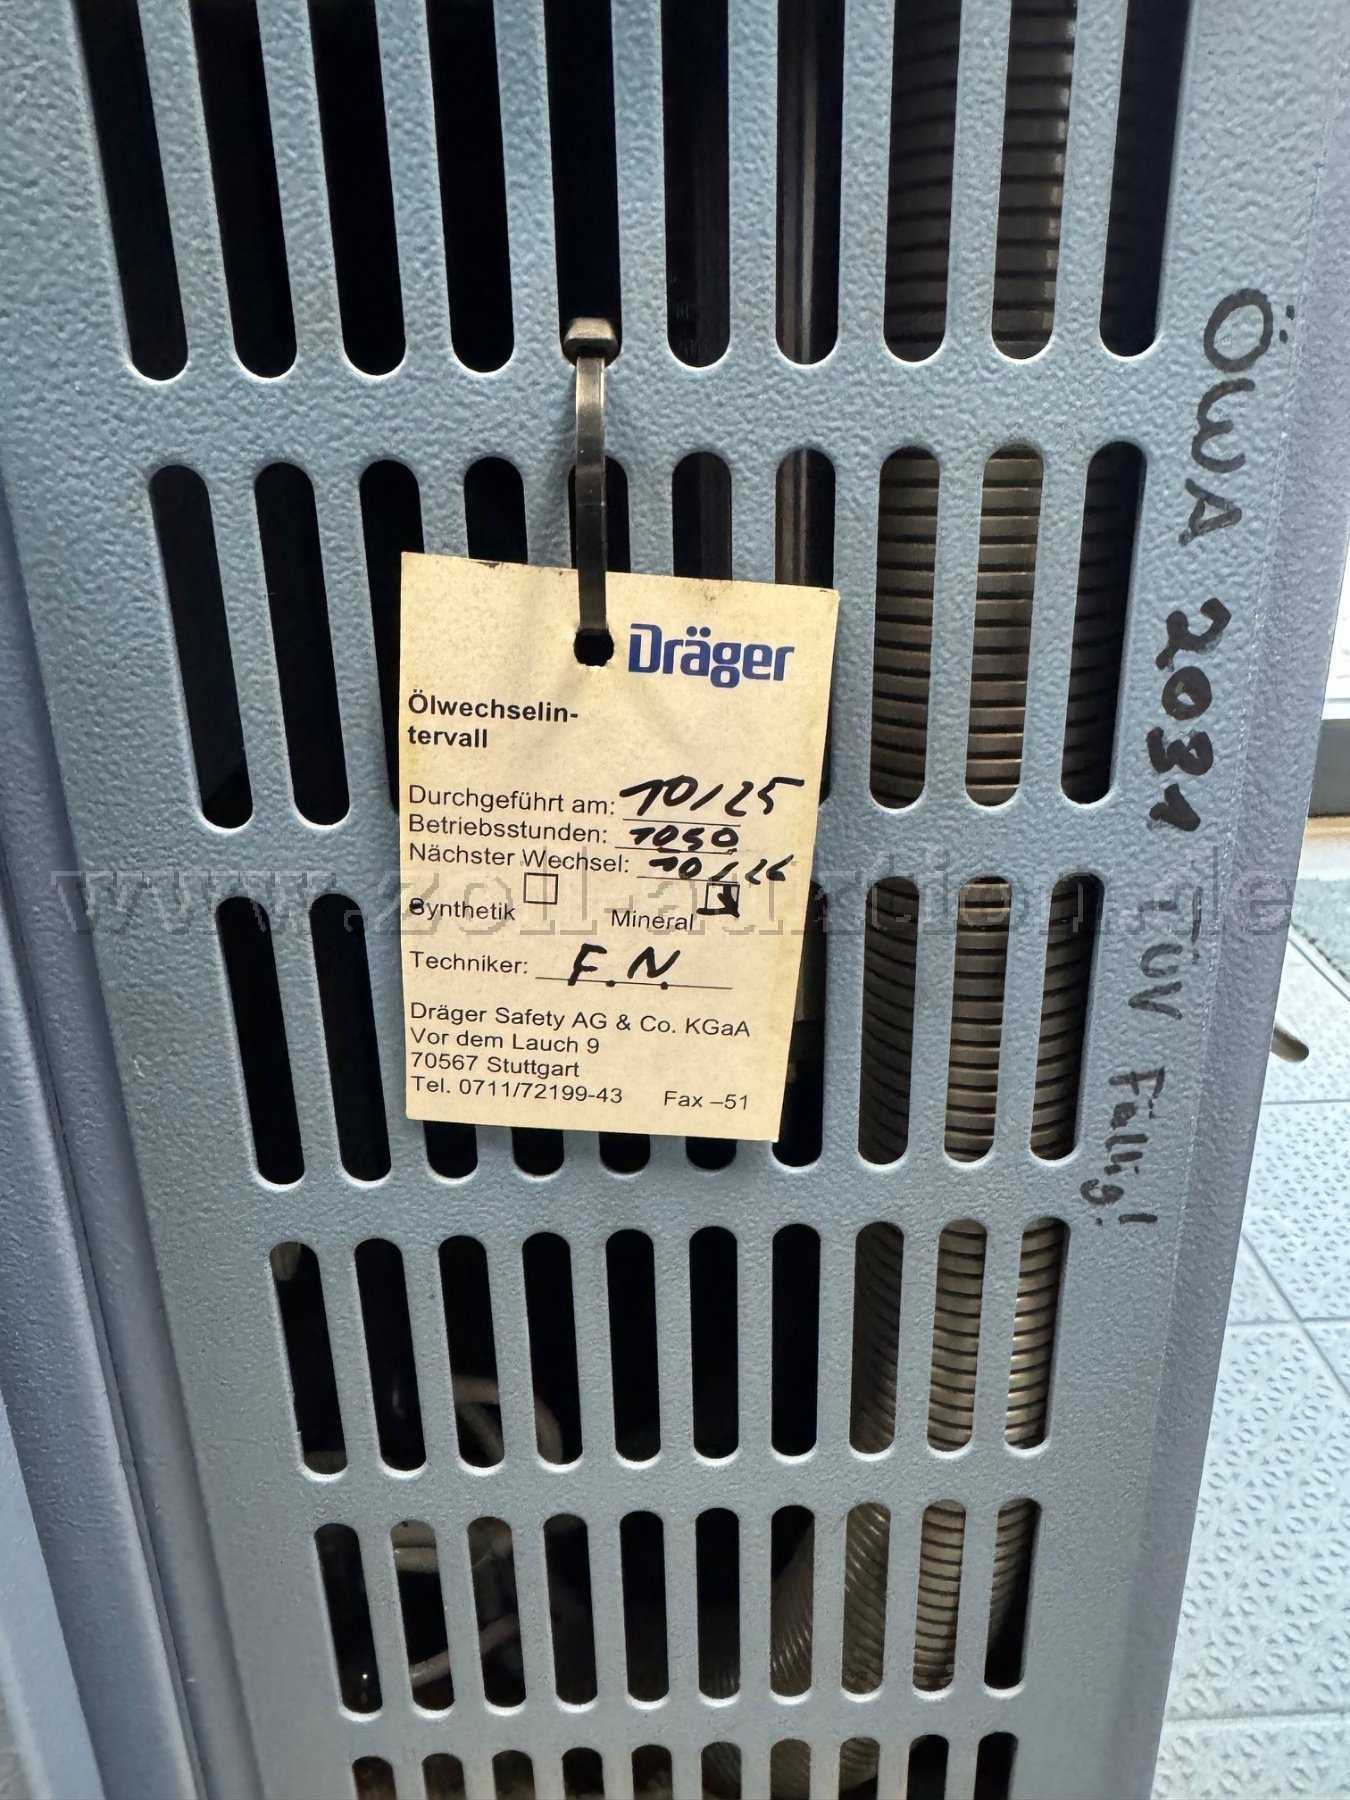 Dräger
Ölwechselin-
tervall
Durchgeführt am: 10/25
Betriebsstunden: 1050
Nächster Wechsel: 10/26
Synthetik Mineral
Techniker: F.N.
Dräger Safety AG & Co. KGaA
Vor dem Lauch 9
70567 Stuttgart
Tel. 0711/72199-43 Fax –51
ÖWA 2031 TÜV Fällig!
www.zoll-auktion.de